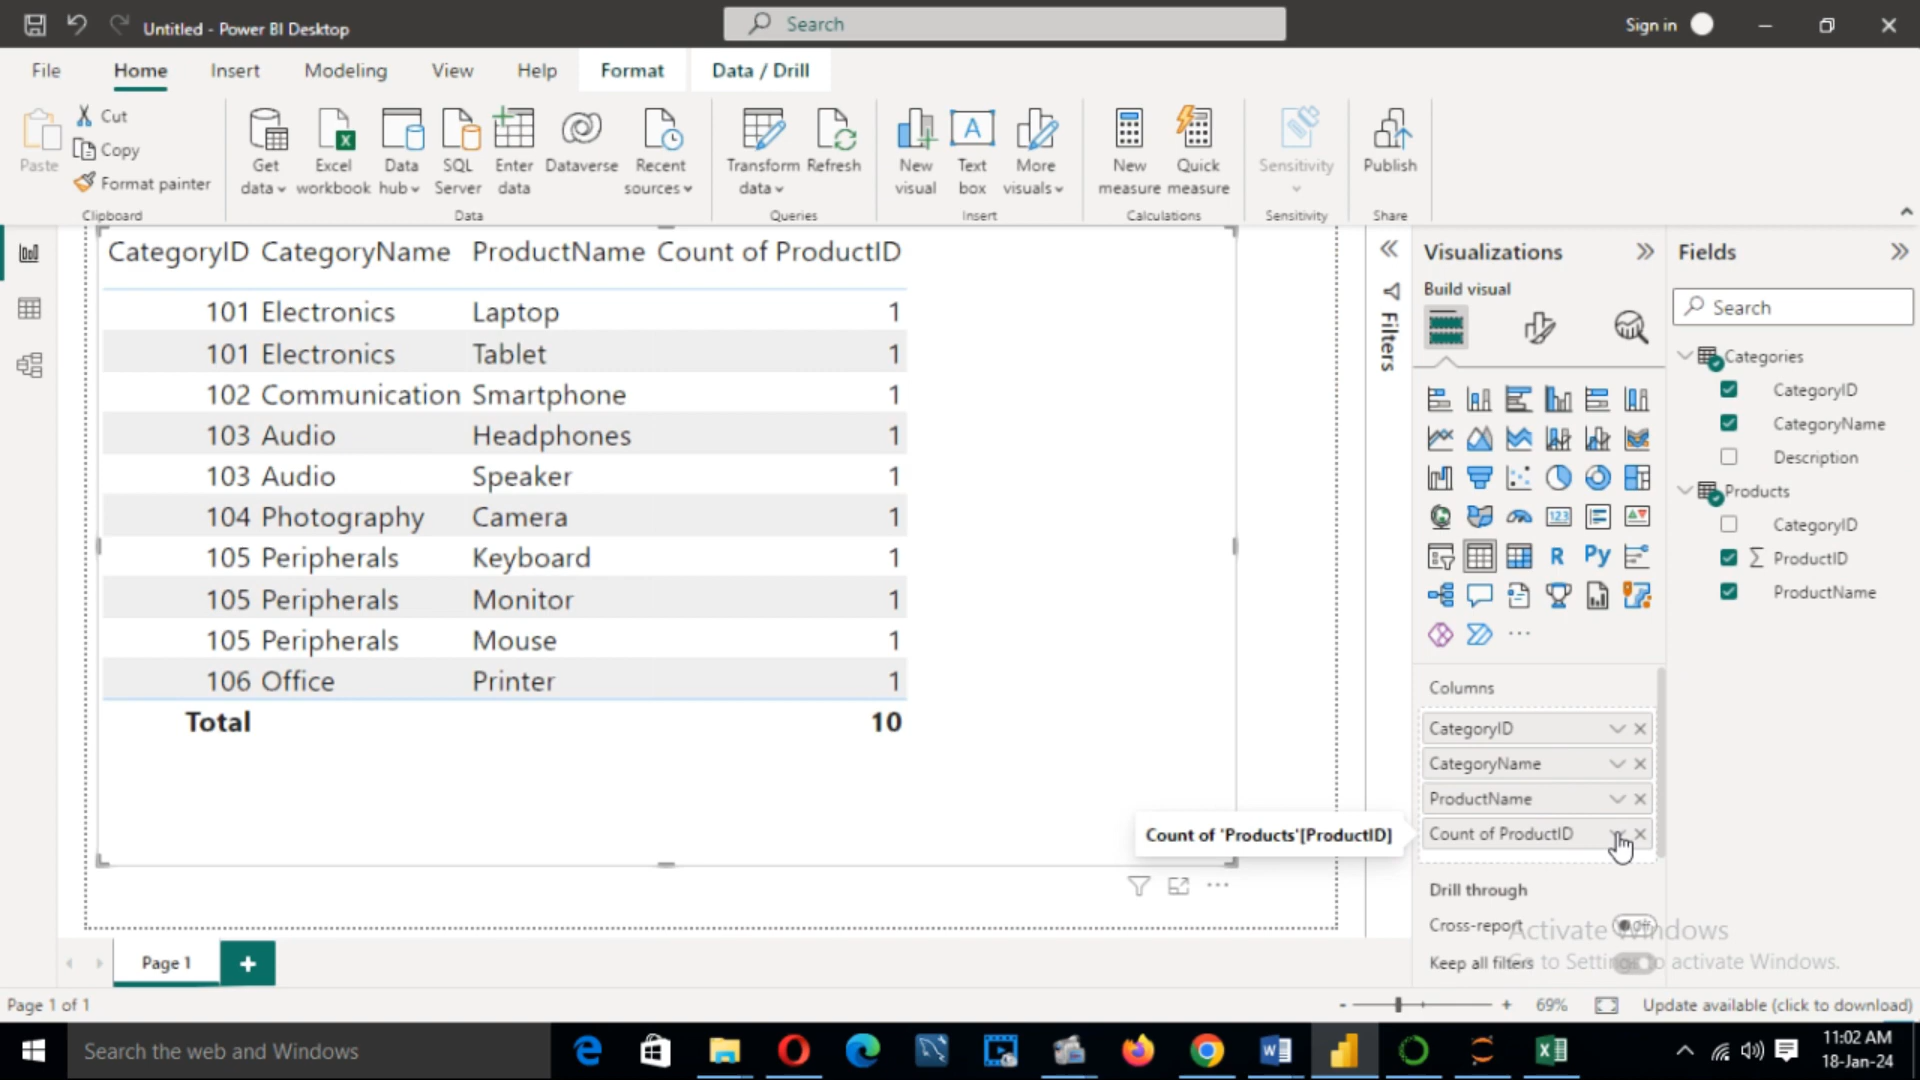 Untitled - Power BI Desktop
Search
Sign in
File
Home
Insert
Modeling
View
Help
Format
Data / Drill
Paste
Cut
Copy
Format painter
Clipboard
Get data
Excel workbook
Data hub
SQL Server
Enter data
Dataverse
Recent sources
Data
Transform data
Refresh
Queries
New visual
Text box
More visuals
Insert
New measure
Quick measure
Calculations
Sensitivity
Sensitivity
Publish
Share
CategoryID CategoryName ProductName Count of ProductID
101 Electronics Laptop 1
101 Electronics Tablet 1
102 Communication Smartphone 1
103 Audio Headphones 1
103 Audio Speaker 1
104 Photography Camera 1
105 Peripherals Keyboard 1
105 Peripherals Monitor 1
105 Peripherals Mouse 1
106 Office Printer 1
Total 10
Count of 'Products'[ProductID]
Filters
Visualizations
Build visual
123
R
Py
Columns
CategoryID
CategoryName
ProductName
Count of ProductID
Drill through
Cross-report
Off
Keep all filters
Fields
Search
Categories
CategoryID
CategoryName
Description
Products
CategoryID
ProductID
ProductName
Activate Windows
Go to Settings to activate Windows.
Page 1
Page 1 of 1
69%
Update available (click to download)
Search the web and Windows
11:02 AM
18-Jan-24